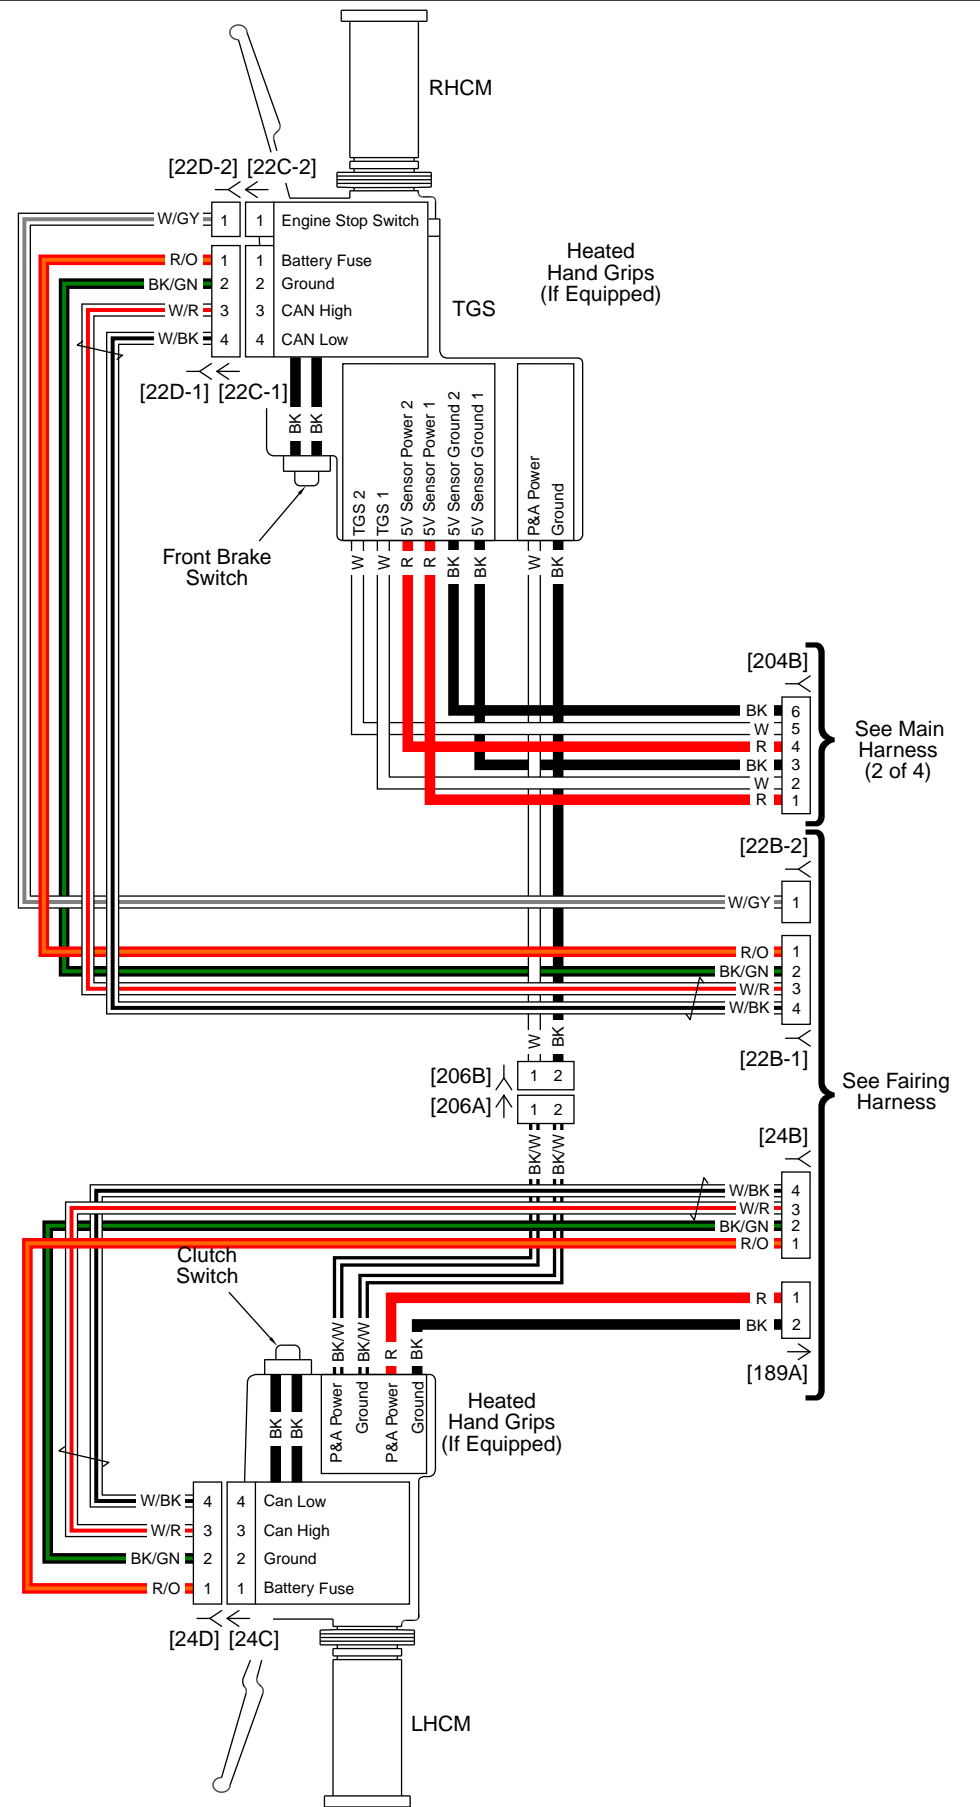 RHCM
[22D-2] [22C-2]
W/GY 1 1 Engine Stop Switch
R/O 1 1 Battery Fuse
BK/GN 2 2 Ground
W/R 3 3 CAN High
W/BK 4 4 CAN Low
[22D-1] [22C-1]
TGS
Heated
Hand Grips
(If Equipped)
BK BK
Front Brake
Switch
TGS 2
TGS 1
5V Sensor Power 2
5V Sensor Power 1
5V Sensor Ground 2
5V Sensor Ground 1
P&A Power
Ground
W W R R BK BK W BK
[204B]
BK 6
W 5
R 4
BK 3
W 2
R 1
See Main
Harness
(2 of 4)
[22B-2]
W/GY 1
R/O 1
BK/GN 2
W/R 3
W/BK 4
[22B-1]
W BK
[206B] 1 2
[206A] 1 2
BK/W BK/W
See Fairing
Harness
[24B]
W/BK 4
W/R 3
BK/GN 2
R/O 1
Clutch
Switch
R 1
BK 2
[189A]
BK/W BK/W R BK
P&A Power
Ground
P&A Power
Ground
Heated
Hand Grips
(If Equipped)
BK BK
W/BK 4 4 Can Low
W/R 3 3 Can High
BK/GN 2 2 Ground
R/O 1 1 Battery Fuse
[24D] [24C]
LHCM